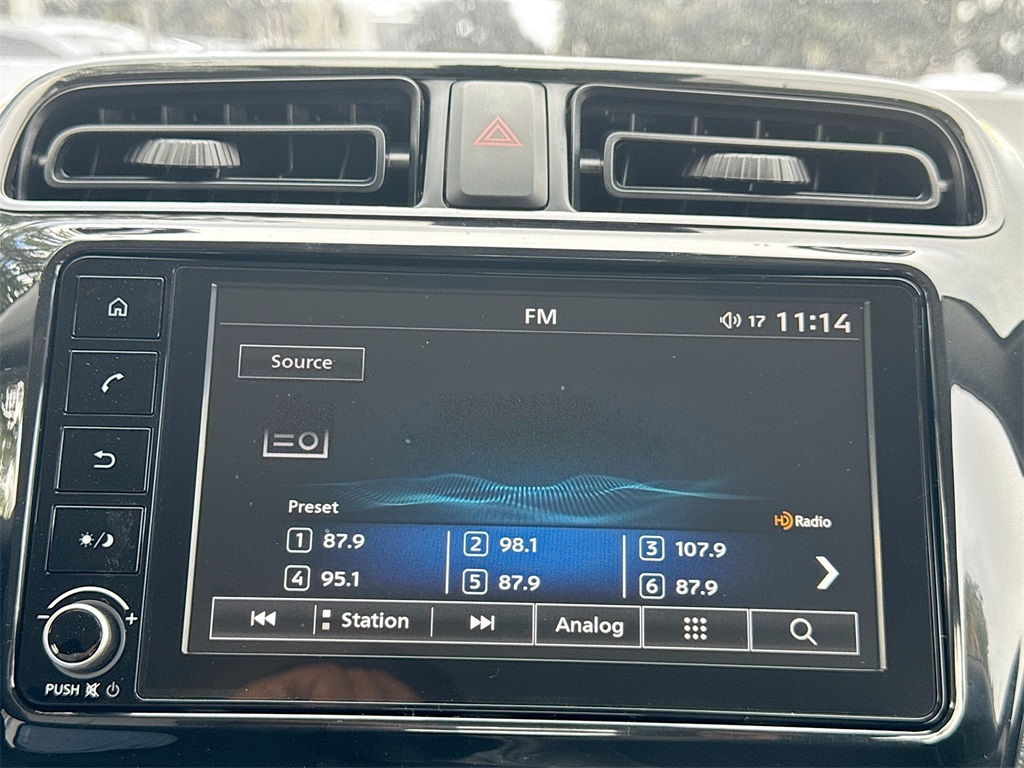 FM
17 11:14
Source
Preset
HD Radio
1 87.9 2 98.1 3 107.9
4 95.1 5 87.9 6 87.9
Station Analog
- +
PUSH